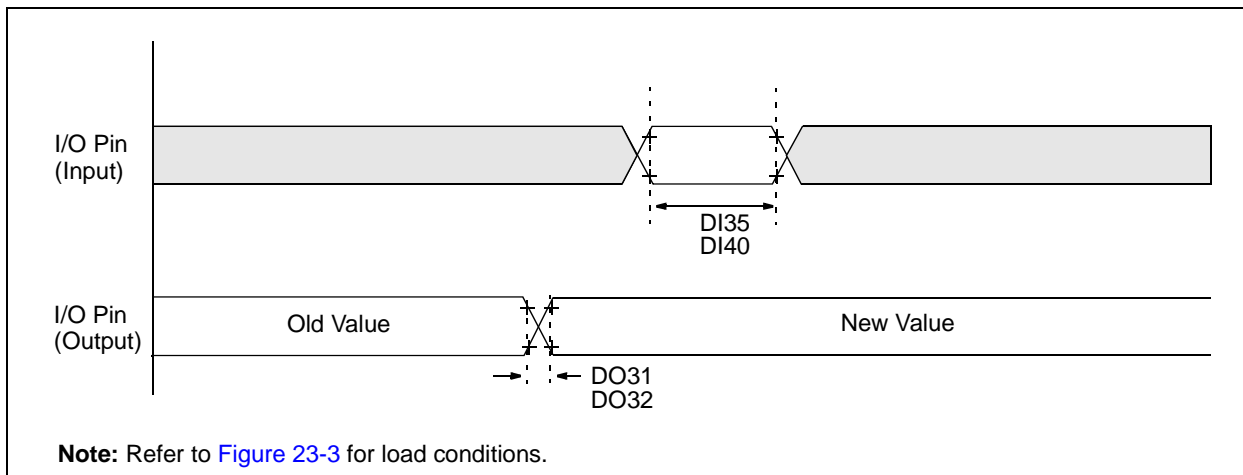 I/O Pin
(Input)
DI35
DI40
I/O Pin
(Output)
Old Value
New Value
DO31
DO32
Note: Refer to Figure 23-3 for load conditions.